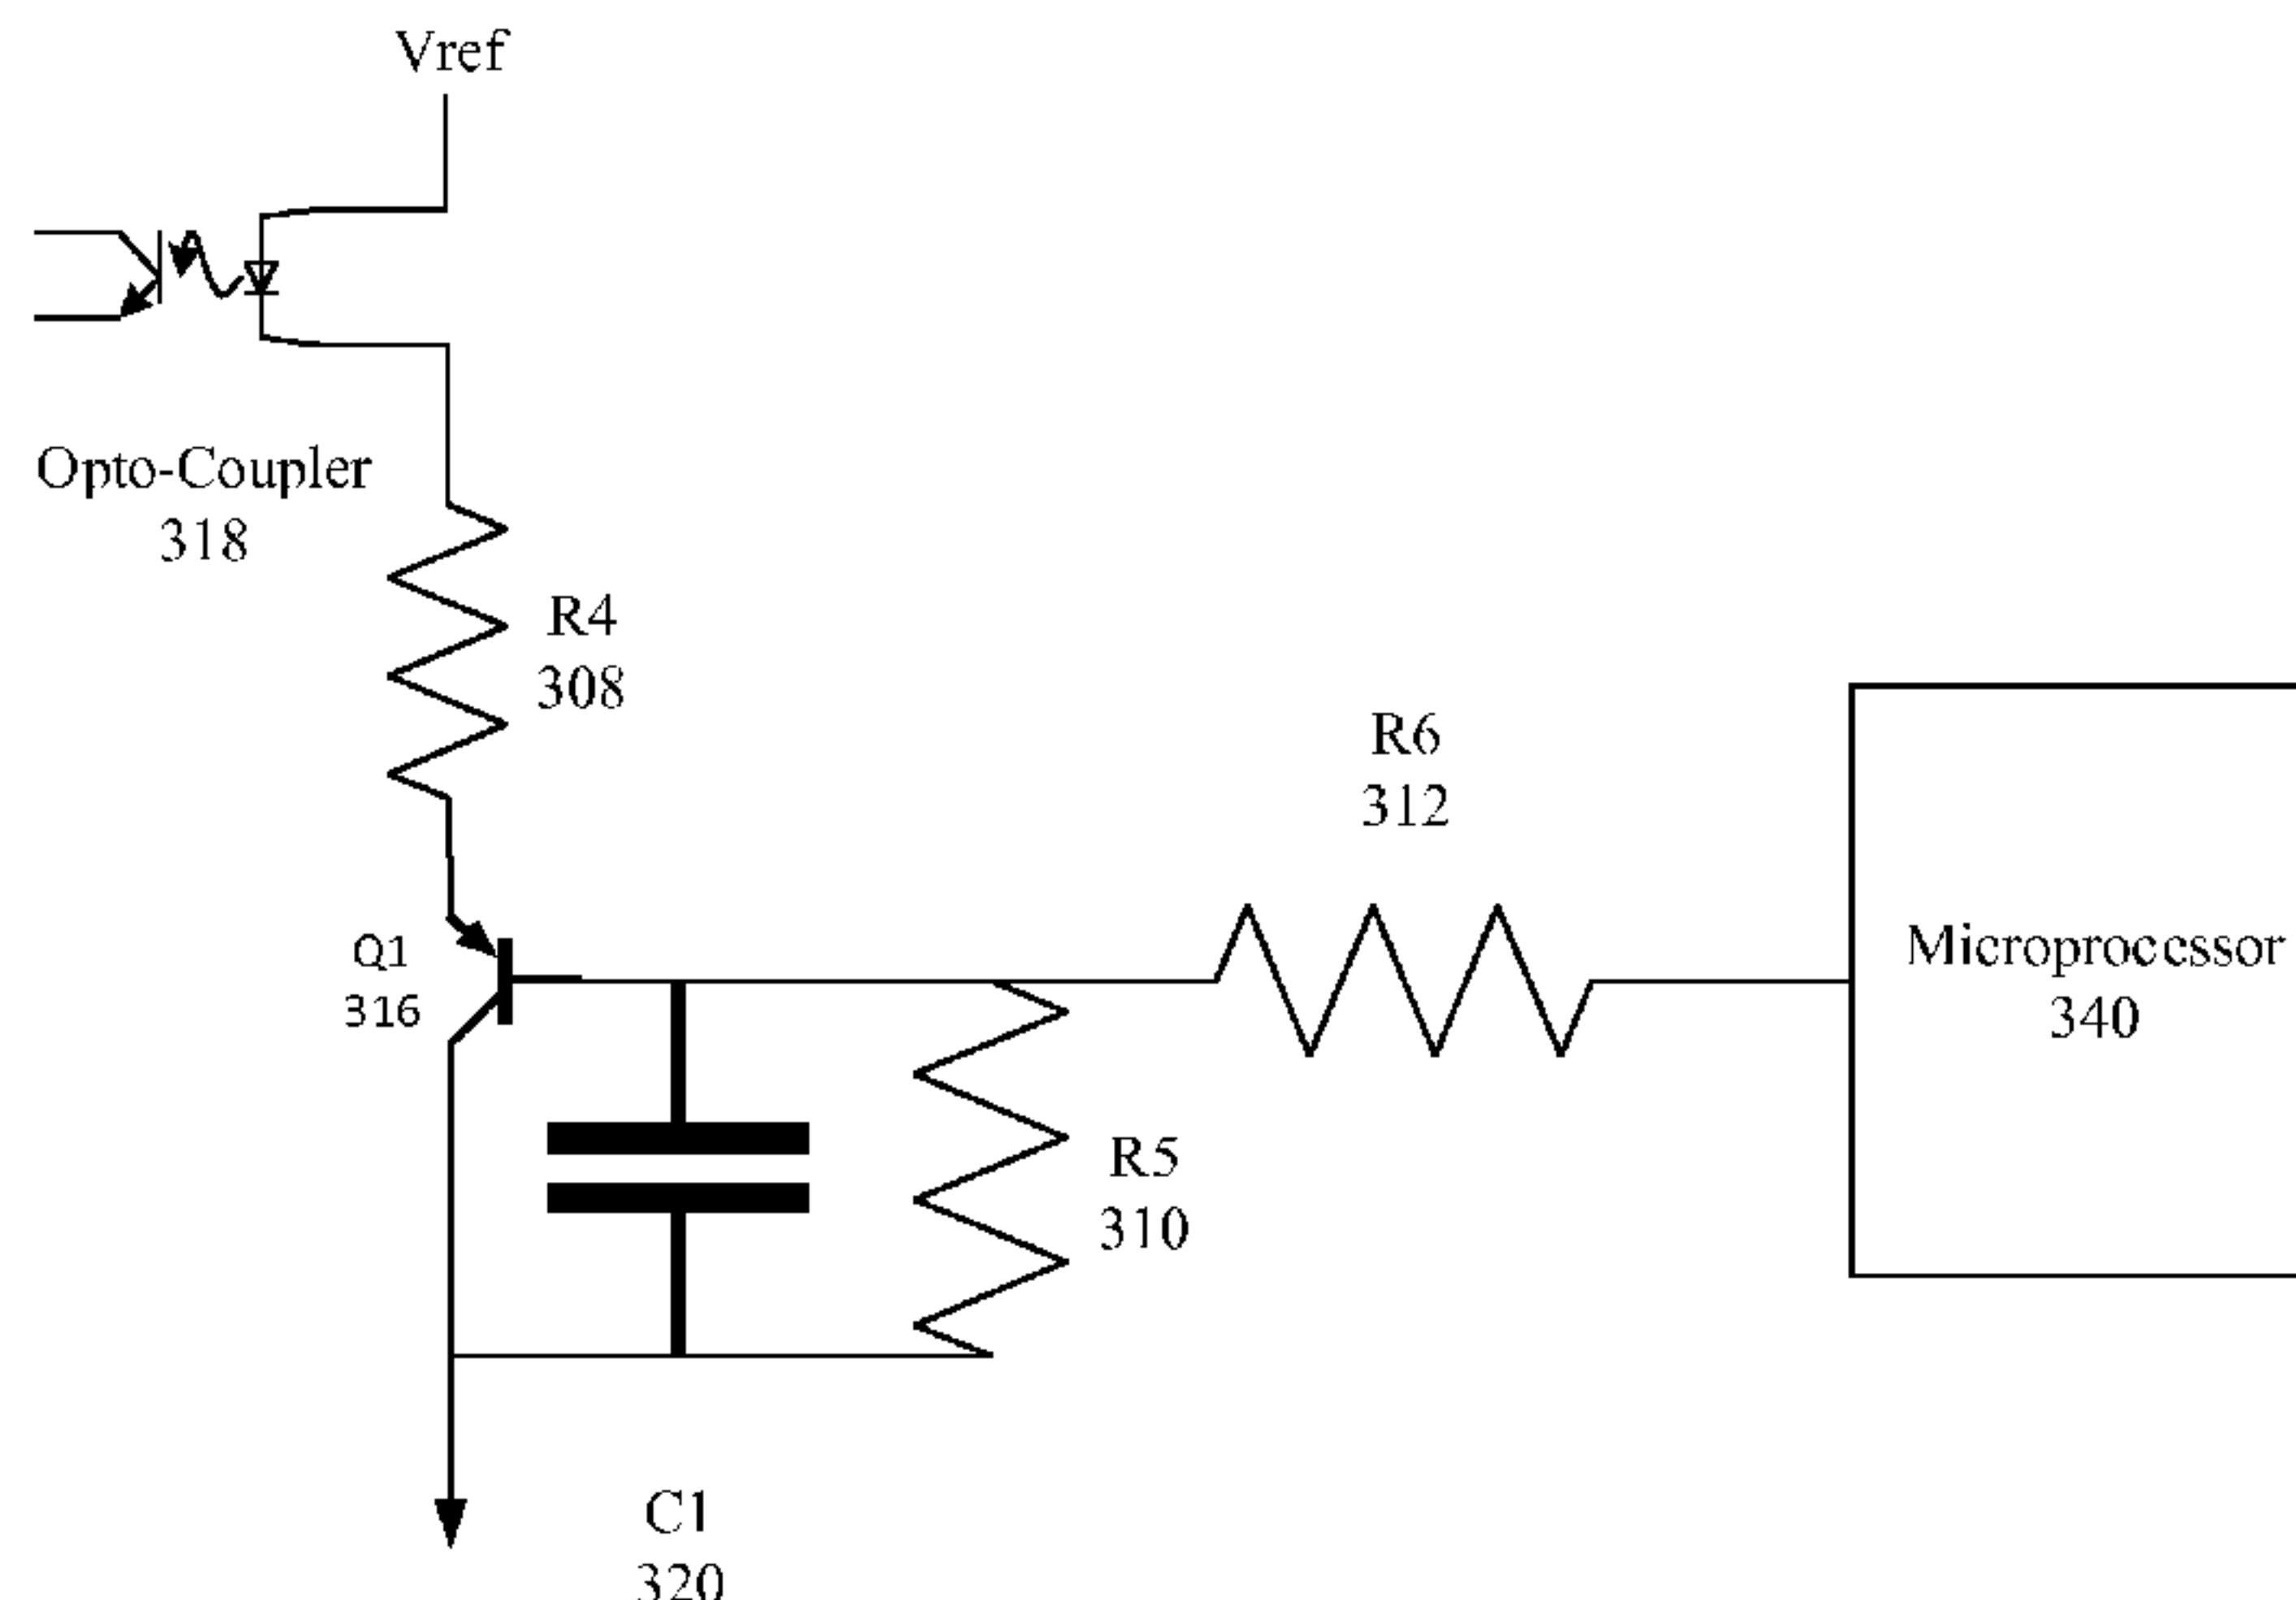 Vref
Opto-Coupler
318
R4
308
R6
312
Q1
316
Microprocessor
340
R5
310
C1
320